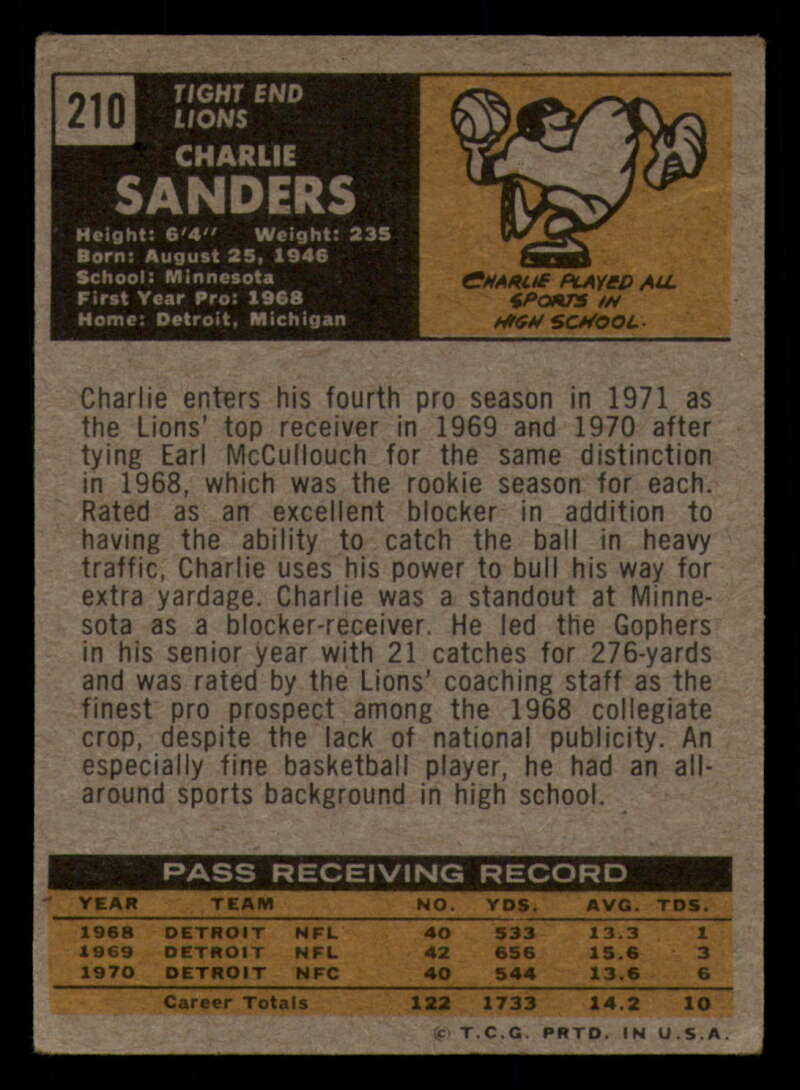 210
TIGHT END
LIONS
CHARLIE
SANDERS
Height: 6'4" Weight: 235
Born: August 25, 1946
School: Minnesota
First Year Pro: 1968
Home: Detroit, Michigan
CHARLIE PLAYED ALL
SPORTS IN
HIGH SCHOOL.
Charlie enters his fourth pro season in 1971 as
the Lions' top receiver in 1969 and 1970 after
tying Earl McCullouch for the same distinction
in 1968, which was the rookie season for each.
Rated as an excellent blocker in addition to
having the ability to catch the ball in heavy
traffic, Charlie uses his power to bull his way for
extra yardage. Charlie was a standout at Minne-
sota as a blocker-receiver. He led the Gophers
in his senior year with 21 catches for 276-yards
and was rated by the Lions' coaching staff as the
finest pro prospect among the 1968 collegiate
crop, despite the lack of national publicity. An
especially fine basketball player, he had an all-
around sports background in high school.
PASS RECEIVING RECORD
YEAR TEAM NO. YDS. AVG. TDS.
1968 DETROIT NFL 40 533 13.3 1
1969 DETROIT NFL 42 656 15.6 3
1970 DETROIT NFC 40 544 13.6 6
Career Totals 122 1733 14.2 10
© T.C.G. PRTD. IN U.S.A.